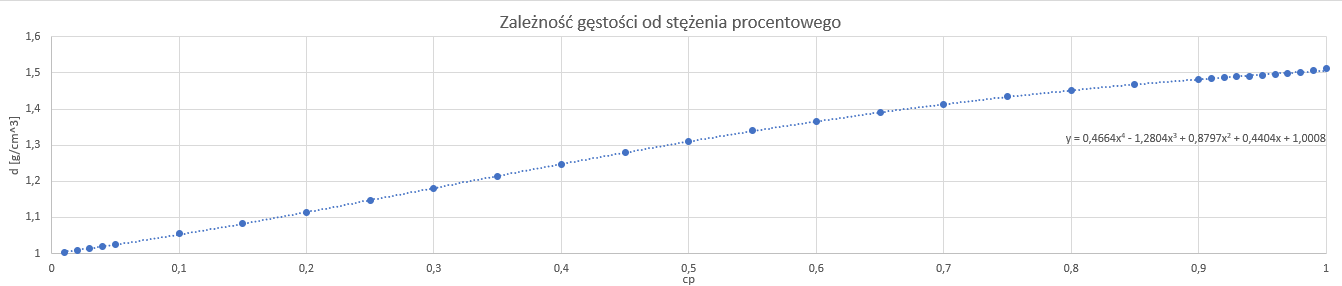 Zależność gęstości od stężenia procentowego
1,6
1,5
1,4
1,3
1,2
1,1
1
d [g/cm^3]
y = 0,4664x⁴ - 1,2804x³ + 0,8797x² + 0,4404x + 1,0008
0 0,1 0,2 0,3 0,4 0,5 0,6 0,7 0,8 0,9 1
cp